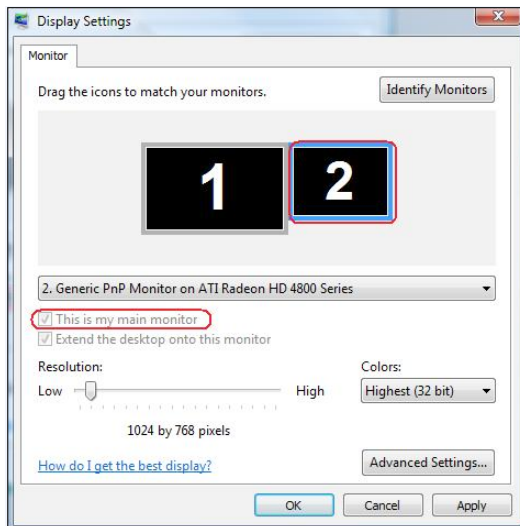 Display Settings
Monitor
Drag the icons to match your monitors.
Identify Monitors
1
2
2. Generic PnP Monitor on ATI Radeon HD 4800 Series
This is my main monitor
Extend the desktop onto this monitor
Resolution:
Colors:
Low
High
Highest (32 bit)
1024 by 768 pixels
How do I get the best display?
Advanced Settings...
OK
Cancel
Apply